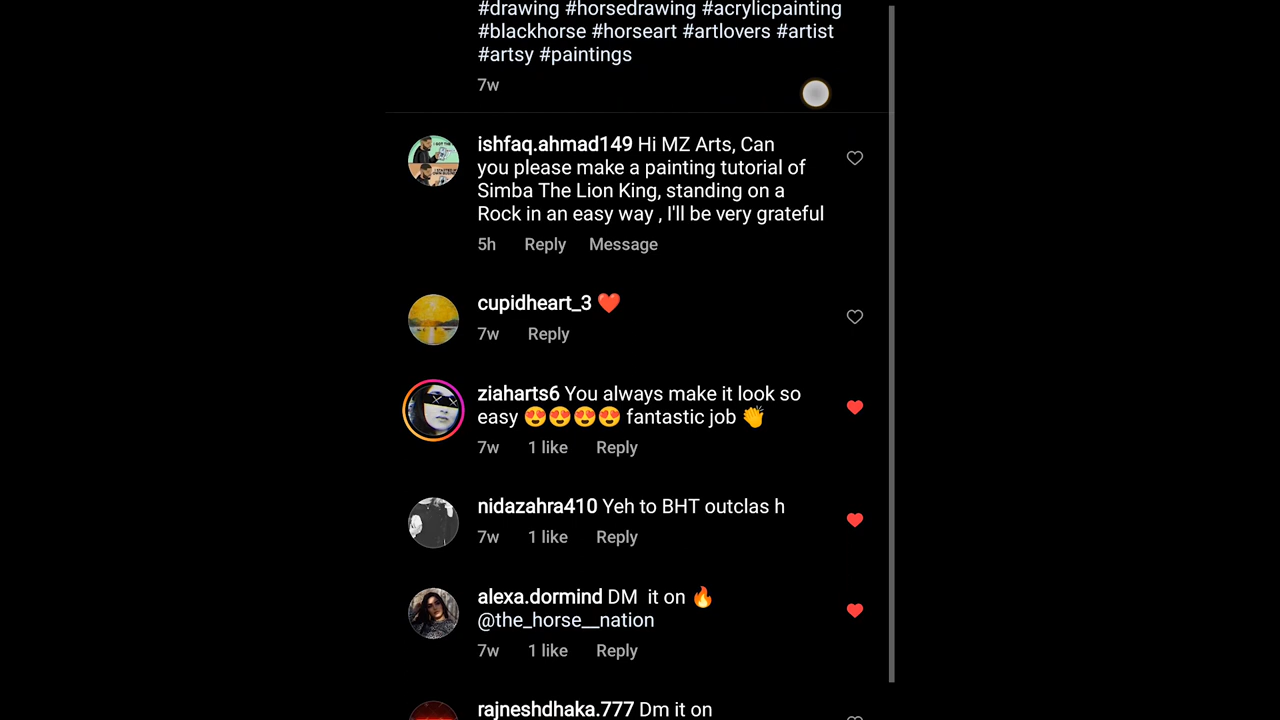 #drawing #horsedrawing #acrylicpainting
#blackhorse #horseart #artlovers #artist
#artsy #paintings
7w
ishfaq.ahmad149 Hi MZ Arts, Can
you please make a painting tutorial of
Simba The Lion King, standing on a
Rock in an easy way , I'll be very grateful
5h Reply Message
cupidheart_3 ❤️
7w Reply
ziaharts6 You always make it look so
easy 😍😍😍😍 fantastic job 👏
7w 1 like Reply
nidazahra410 Yeh to BHT outclas h
7w 1 like Reply
alexa.dormind DM it on 🔥
@the_horse__nation
7w 1 like Reply
rajneshdhaka.777 Dm it on